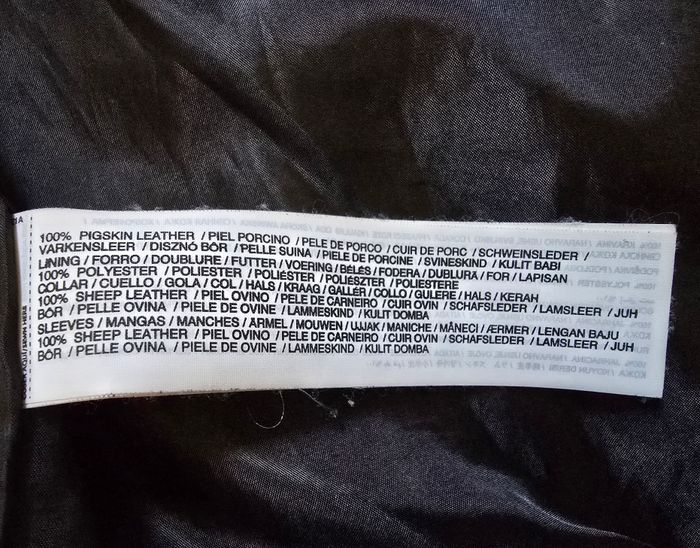 100% PIGSKIN LEATHER / PIEL PORCINO / PELE DE PORCO / CUIR DE PORC / SCHWEINSLEDER /
VARKENSLEER / DISZNÓ BÖR / PELLE SUINA / PIELE DE PORCINE / SVINESKIND / KULIT BABI
LINING / FORRO / DOUBLURE / FUTTER / VOERING / BÉLÉS / FODERA / DUBLURA / FOR / LAPISAN
100% POLYESTER / POLIESTER / POLIÉSTER / POLIÉSZTER / POLIESTERE
COLLAR / CUELLO / GOLA / COL / HALS / KRAAG / GALLÉR / COLLO / GULERE / HALS / KERAH
100% SHEEP LEATHER / PIEL OVINO / PELE DE CARNEIRO / CUIR OVIN / SCHAFSLEDER / LAMSLEER / JUH
BÖR / PELLE OVINA / PIELE DE OVINE / LAMMESKIND / KULIT DOMBA
SLEEVES / MANGAS / MANCHES / ÄRMEL / MOUWEN / UJJAK / MANICHE / MÂNECI / ÆRMER / LENGAN BAJU
100% SHEEP LEATHER / PIEL OVINO / PELE DE CARNEIRO / CUIR OVIN / SCHAFSLEDER / LAMSLEER / JUH
BÖR / PELLE OVINA / PIELE DE OVINE / LAMMESKIND / KULIT DOMBA